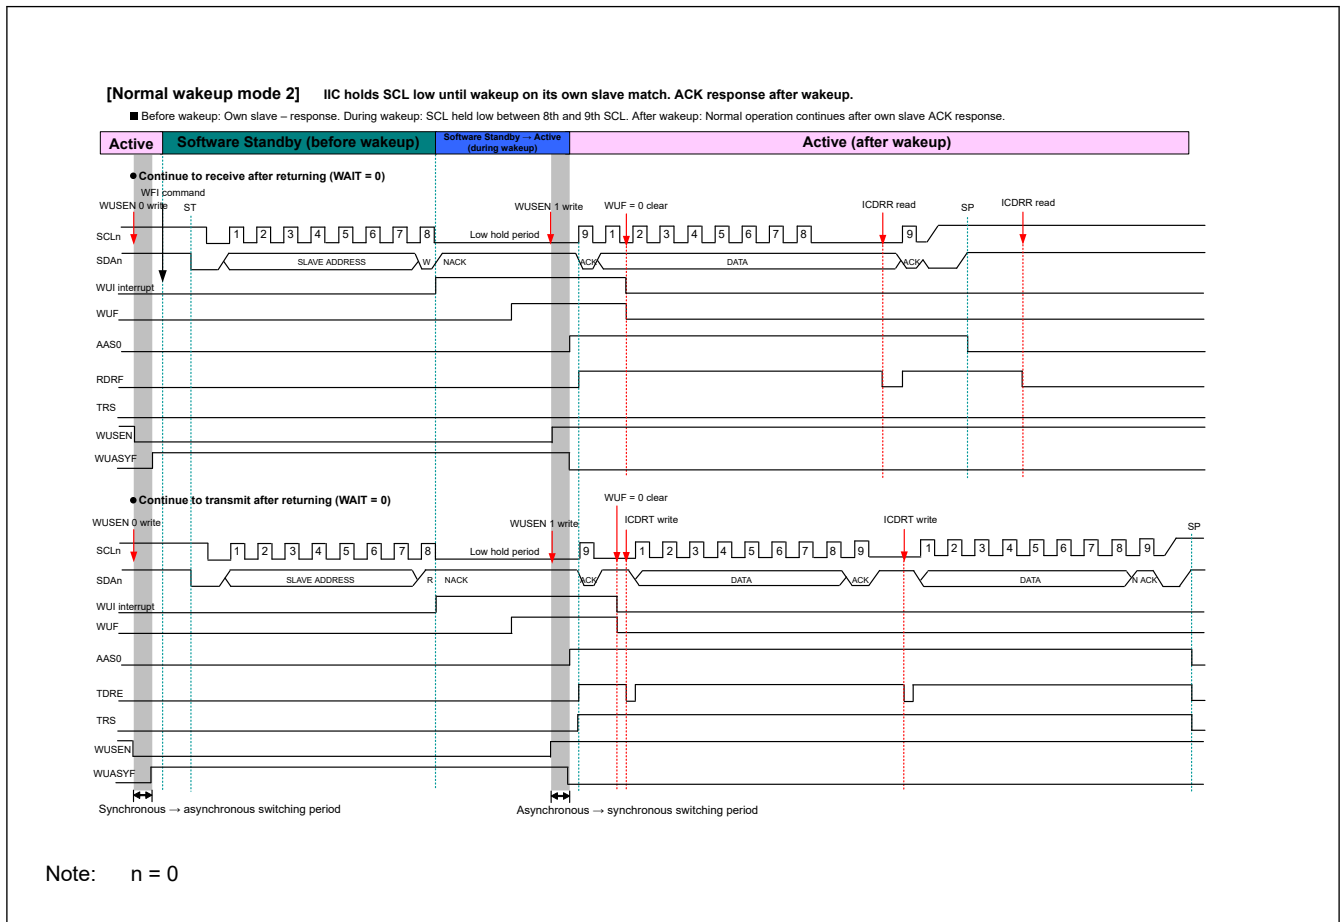 [Normal wakeup mode 2] IIC holds SCL low until wakeup on its own slave match. ACK response after wakeup.
■ Before wakeup: Own slave – response. During wakeup: SCL held low between 8th and 9th SCL. After wakeup: Normal operation continues after own slave ACK response.
Active Software Standby (before wakeup) Software Standby → Active Active (after wakeup)
(during wakeup)
● Continue to receive after returning (WAIT = 0)
WFI command
WUSEN 0 write ST WUSEN 1 write WUF = 0 clear ICDRR read SP ICDRR read
SCLn 1 2 3 4 5 6 7 8 Low hold period 9 1 2 3 4 5 6 7 8 9
SDAn SLAVE ADDRESS W NACK ACK DATA ACK
WUI interrupt
WUF
AAS0
RDRF
TRS
WUSEN
WUASYF
● Continue to transmit after returning (WAIT = 0) WUF = 0 clear
WUSEN 0 write WUSEN 1 write ICDRT write ICDRT write SP
SCLn 1 2 3 4 5 6 7 8 Low hold period 9 1 2 3 4 5 6 7 8 9 1 2 3 4 5 6 7 8 9
SDAn SLAVE ADDRESS R NACK ACK DATA ACK DATA N ACK
WUI interrupt
WUF
AAS0
TDRE
TRS
WUSEN
WUASYF
Synchronous → asynchronous switching period Asynchronous → synchronous switching period
Note: n = 0